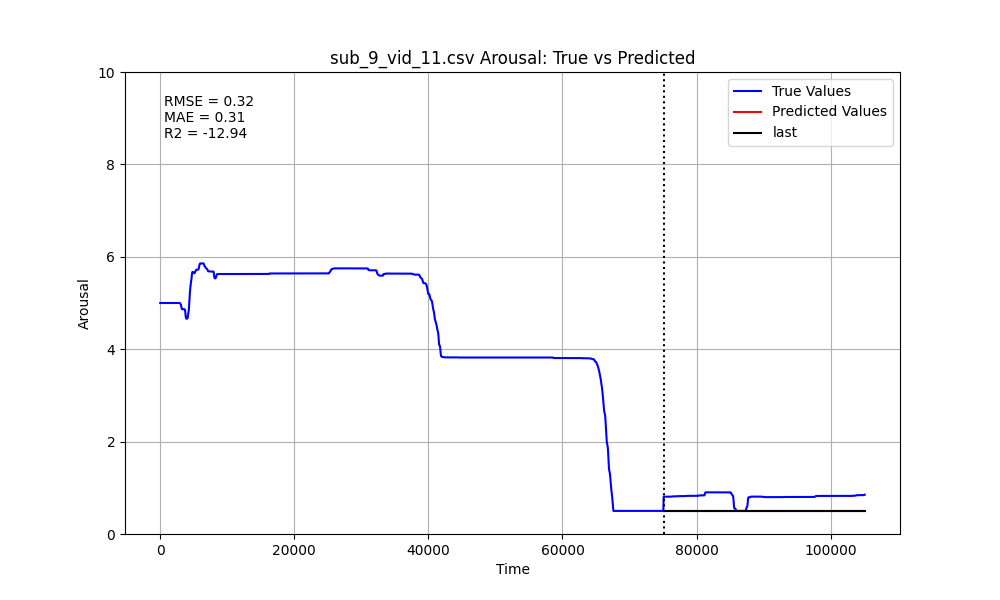 sub_9_vid_11.csv Arousal: True vs Predicted
10
8
6
4
2
0
Arousal
RMSE = 0.32
MAE = 0.31
R2 = -12.94
True Values
Predicted Values
last
0
20000
40000
60000
80000
100000
Time